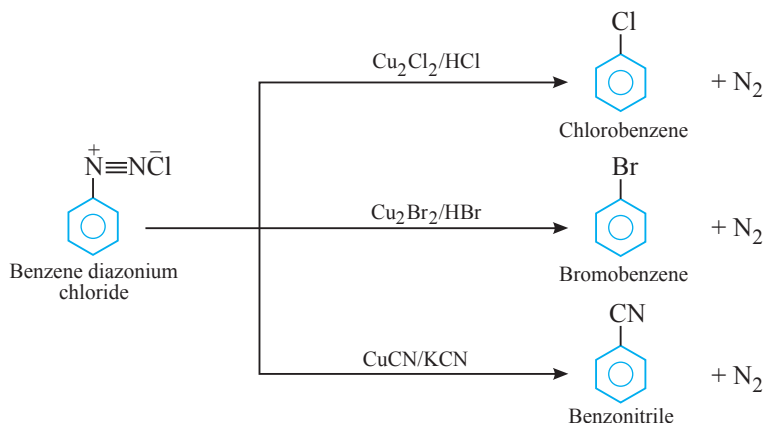 Cl
Cu₂Cl₂/HCl
+ N₂
Chlorobenzene
N⁺≡NCl⁻
Br
Cu₂Br₂/HBr
+ N₂
Benzene diazonium
chloride
Bromobenzene
CN
CuCN/KCN
+ N₂
Benzonitrile